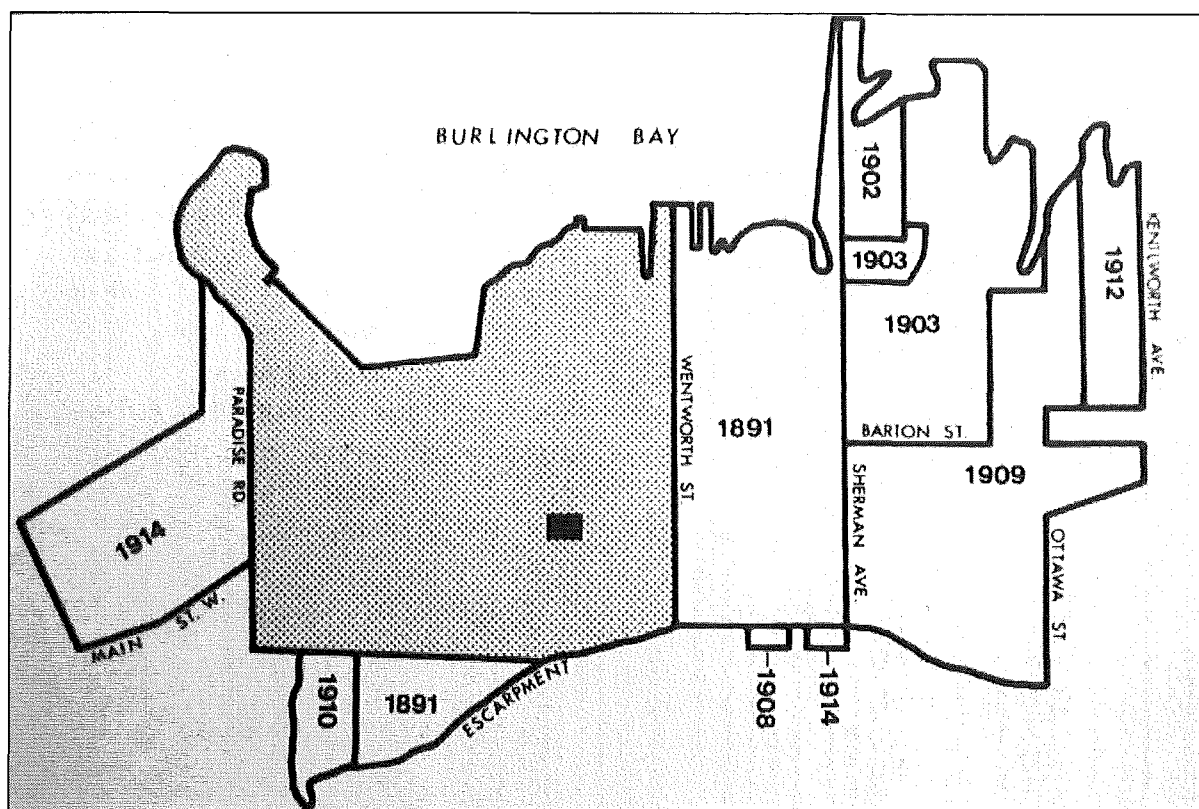 BURLINGTON BAY
1902
1903
1903
1912
KENTWORTH AVE.
PARADISE RD.
WENTWORTH ST
1891
BARTON ST.
SHERMAN AVE.
1909
OTTAWA ST
1914
MAIN ST. W.
1910
1891
ESCARPMENT
1908
1914